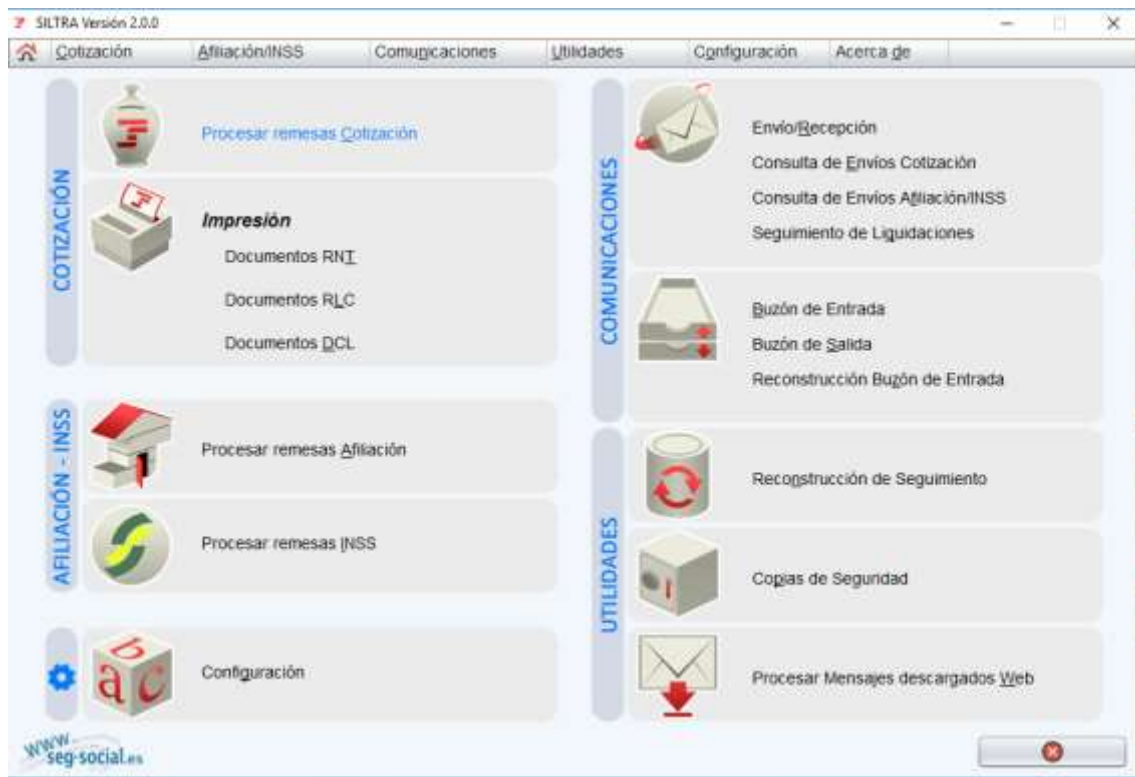 SILTRA Versión 2.0.0
Cotización Afiliación/INSS Comunicaciones Utilidades Configuración Acerca de
COTIZACIÓN
Procesar remesas Cotización
Impresión
Documentos RNT
Documentos RLC
Documentos DCL
AFILIACIÓN - INSS
Procesar remesas Afiliación
Procesar remesas INSS
a b c
Configuración
COMUNICACIONES
Envío/Recepción
Consulta de Envíos Cotización
Consulta de Envíos Afiliación/INSS
Seguimiento de Liquidaciones
Buzón de Entrada
Buzón de Salida
Reconstrucción Buzón de Entrada
UTILIDADES
Reconstrucción de Seguimiento
Copias de Seguridad
Procesar Mensajes descargados Web
www.
seg-social.es